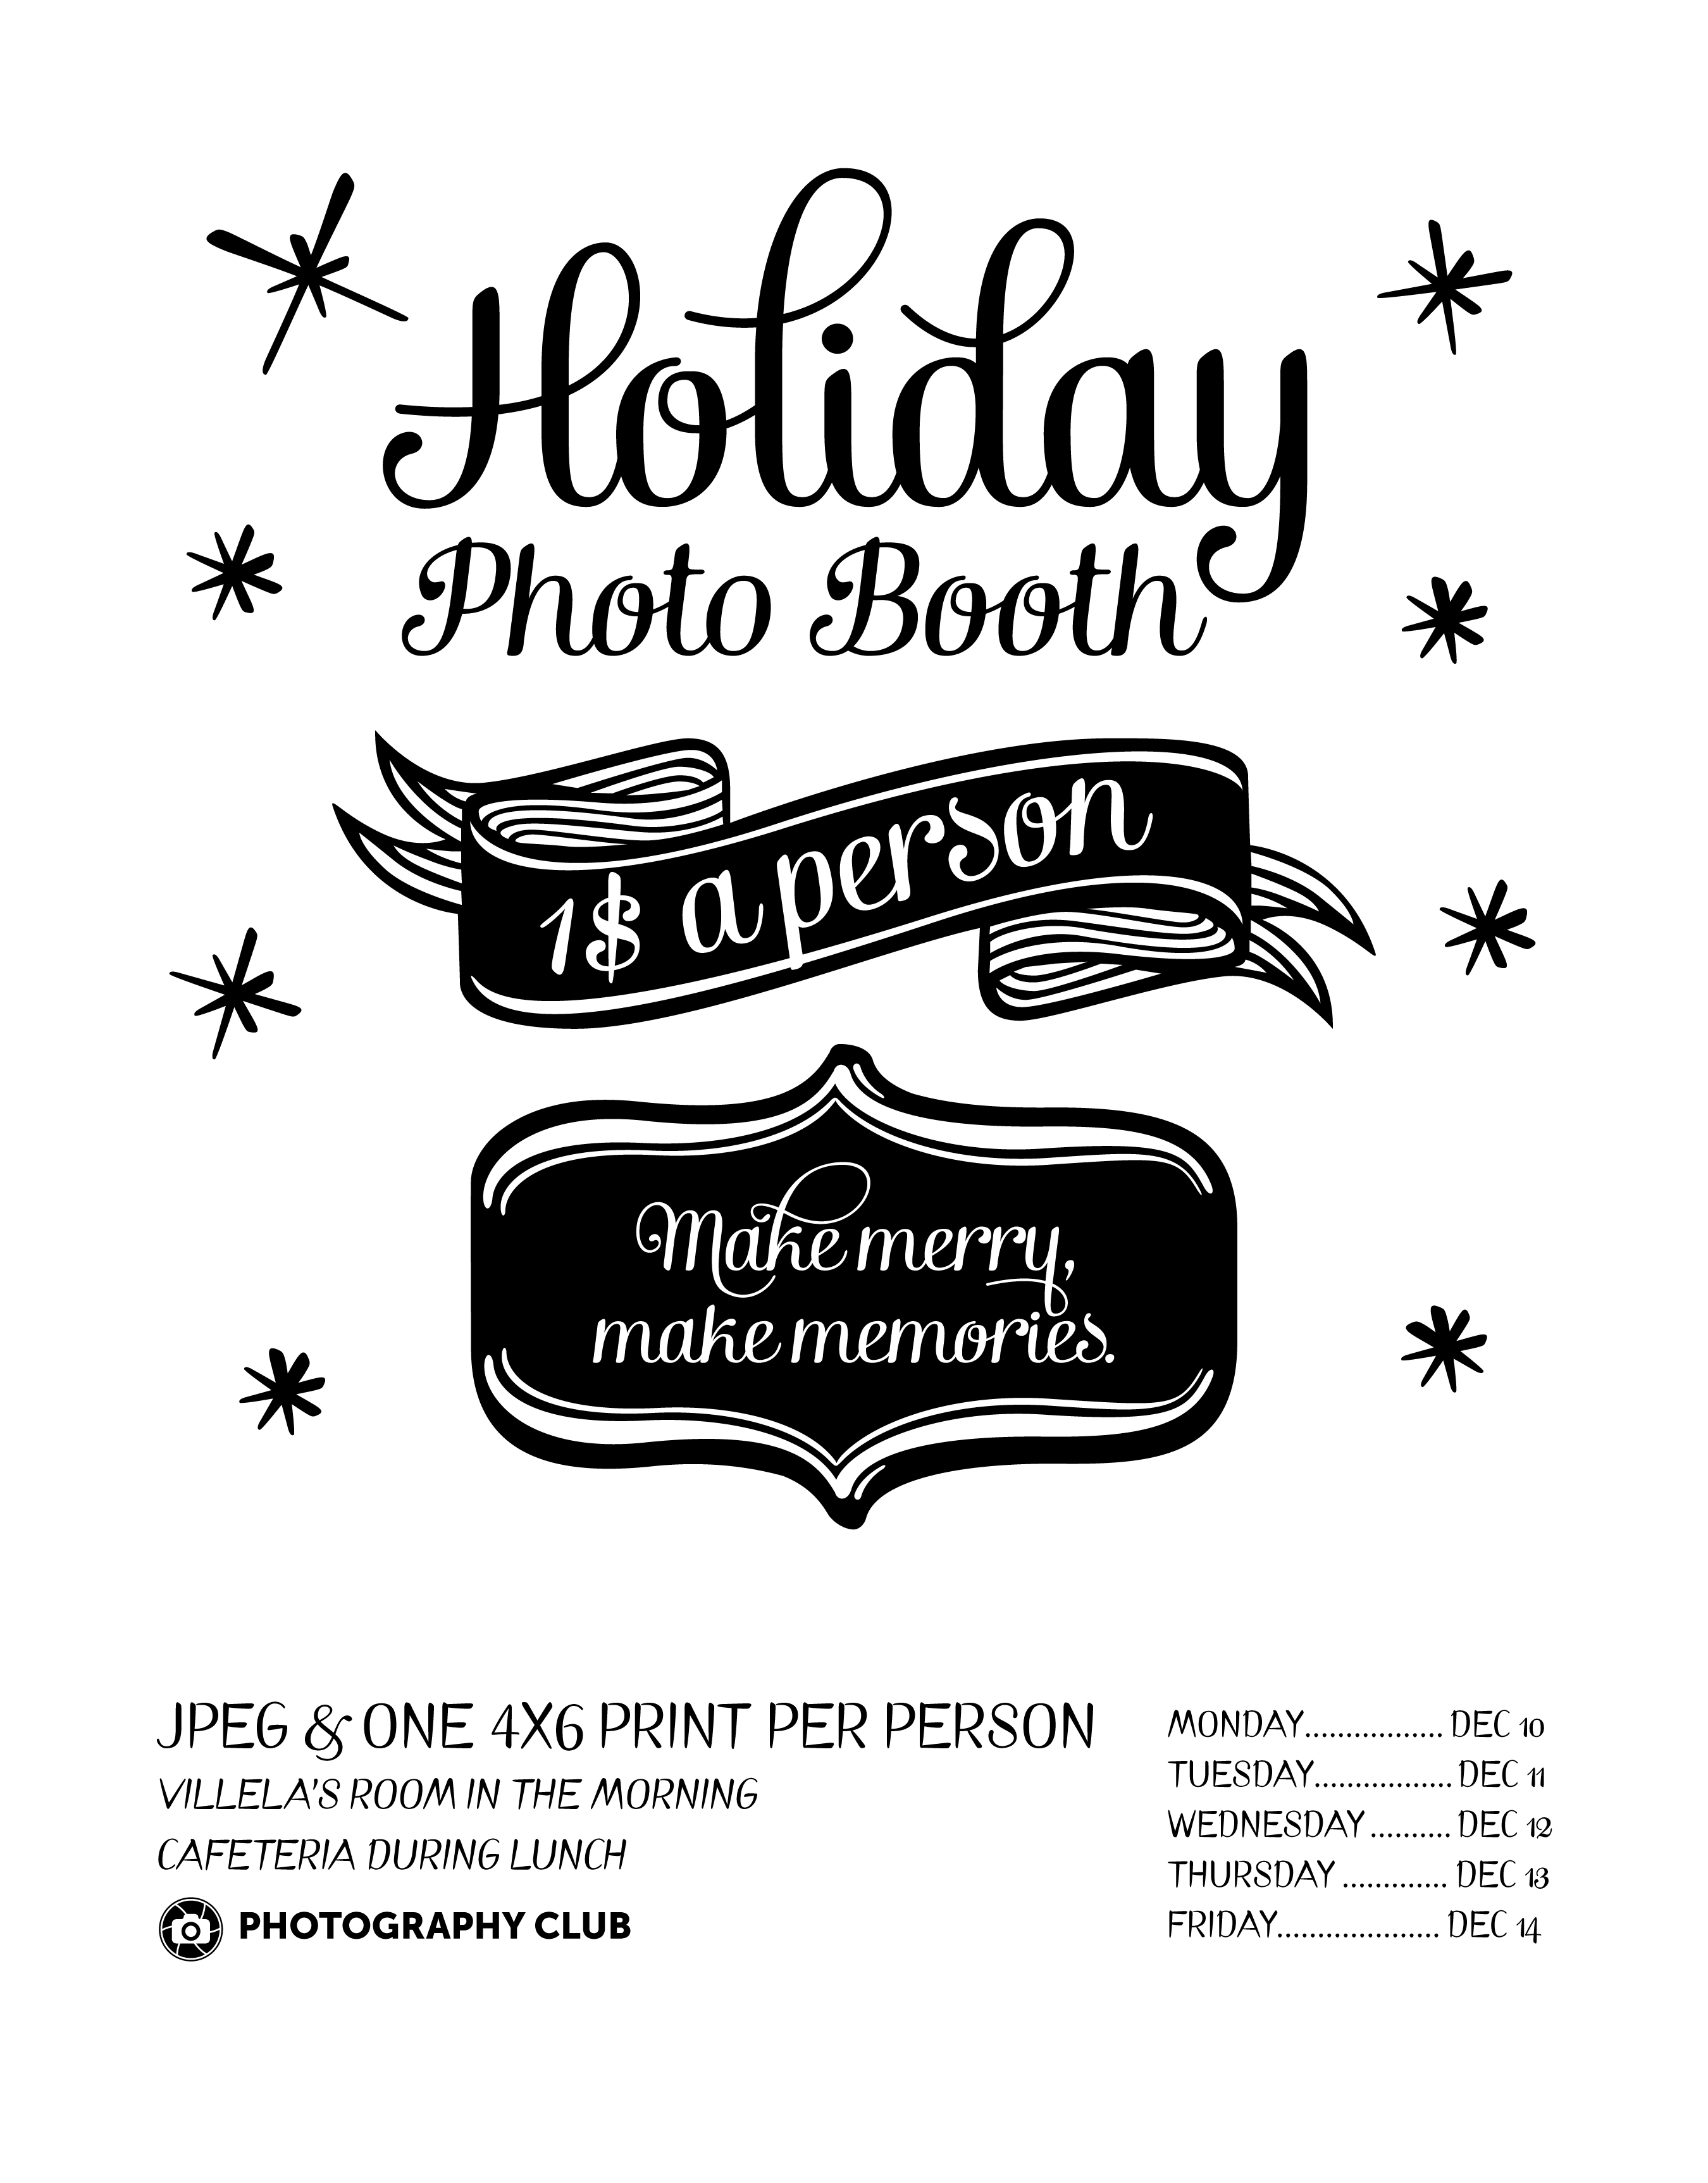 Holiday
Photo Booth
1$ a person
Make merry,
make memories.
JPEG & ONE 4X6 PRINT PER PERSON
VILLELA'S ROOM IN THE MORNING
CAFETERIA DURING LUNCH
PHOTOGRAPHY CLUB
MONDAY................. DEC 10
TUESDAY................. DEC 11
WEDNESDAY .......... DEC 12
THURSDAY ............. DEC 13
FRIDAY.................... DEC 14